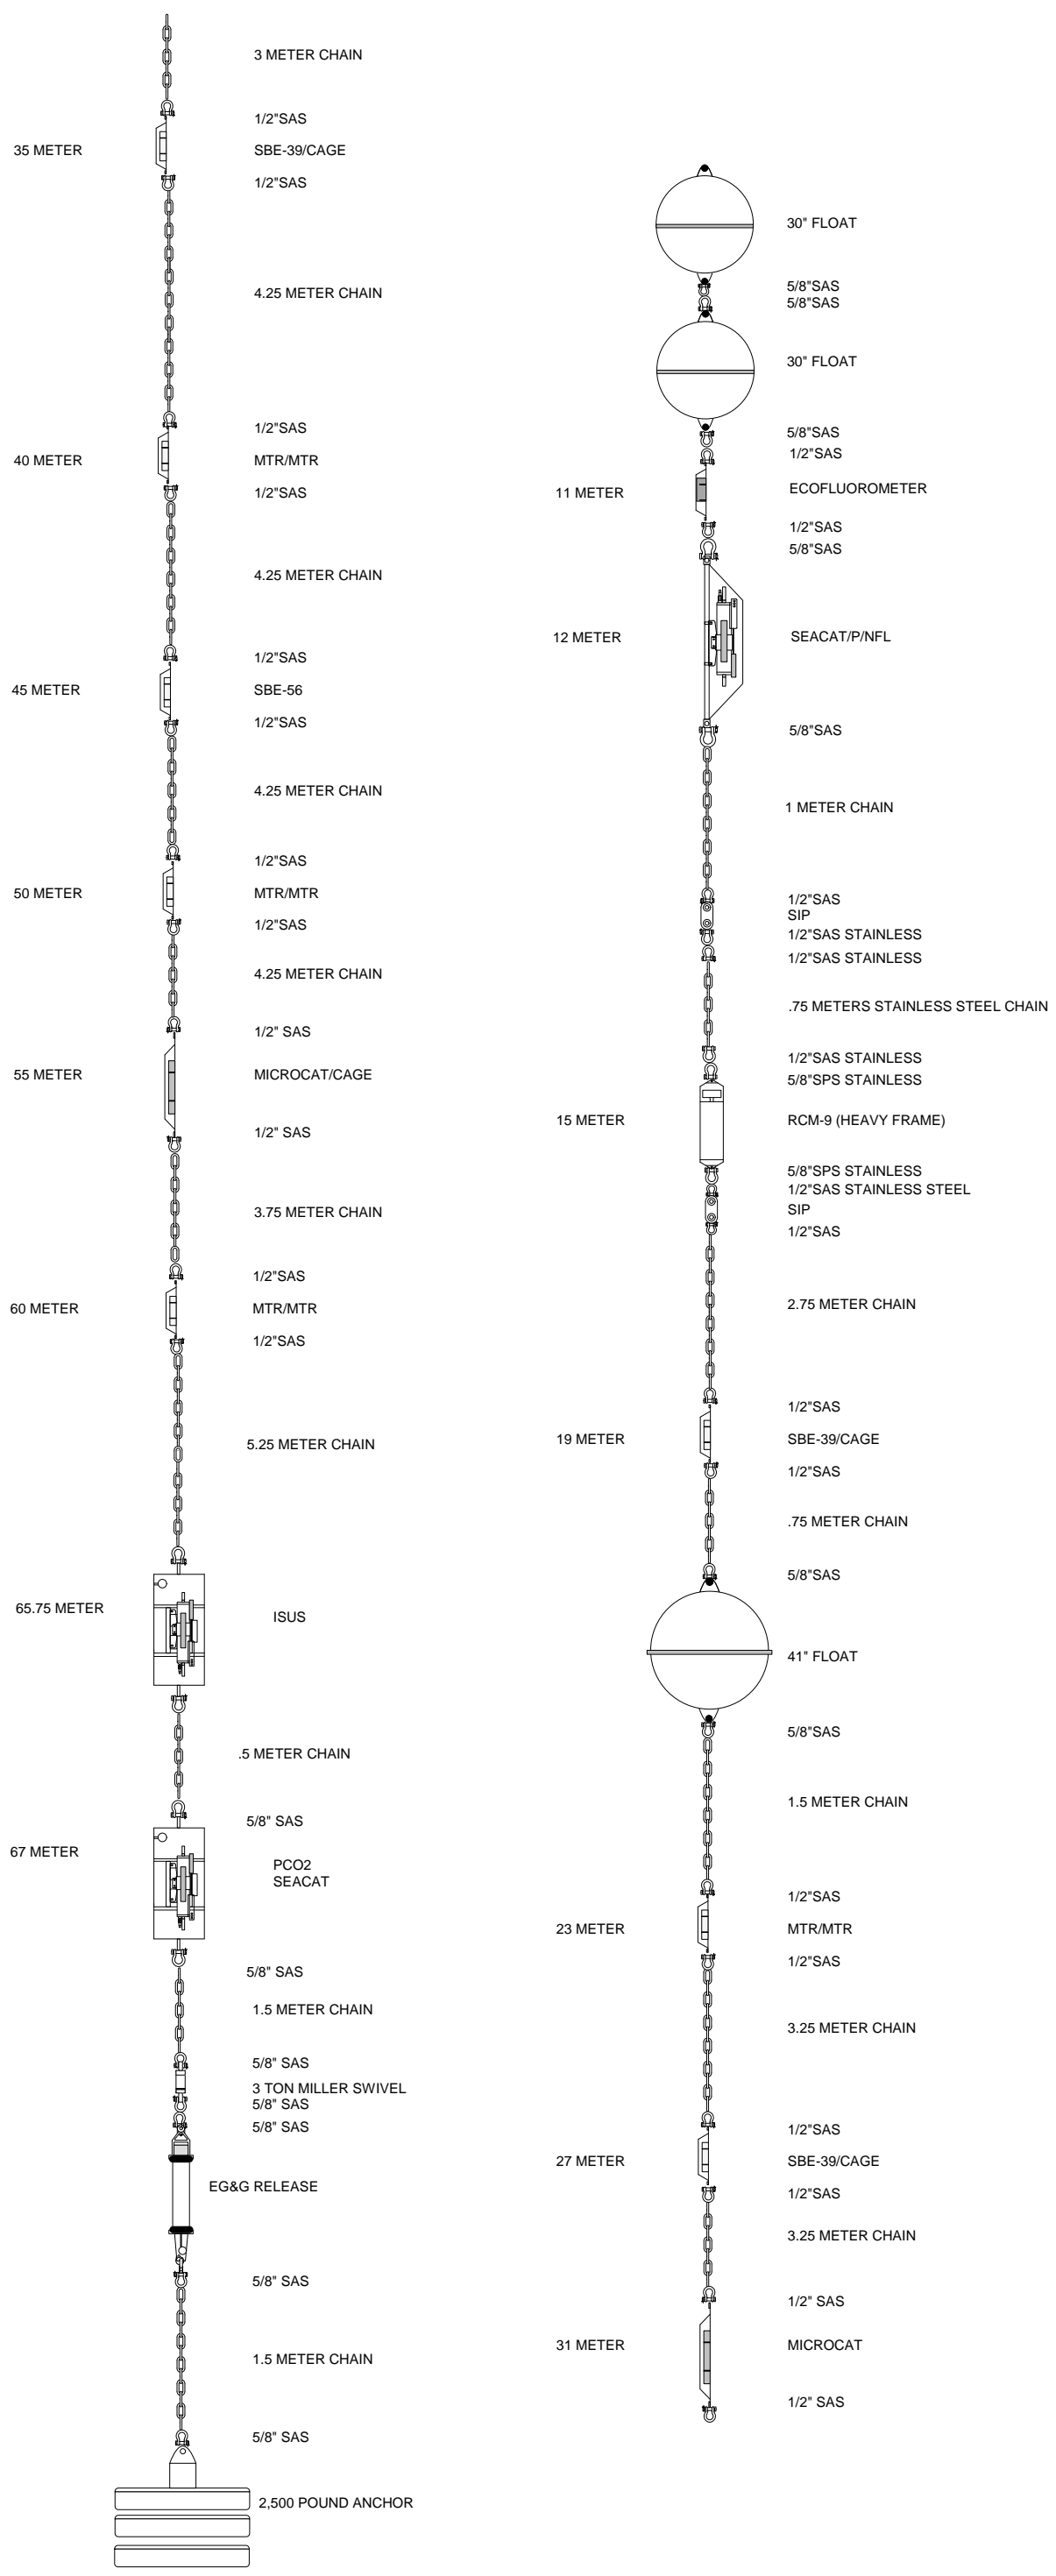 3 METER CHAIN
1/2"SAS
35 METER
SBE-39/CAGE
1/2"SAS
4.25 METER CHAIN
1/2"SAS
40 METER
MTR/MTR
1/2"SAS
4.25 METER CHAIN
1/2"SAS
45 METER
SBE-56
1/2"SAS
4.25 METER CHAIN
1/2"SAS
50 METER
MTR/MTR
1/2"SAS
4.25 METER CHAIN
1/2" SAS
55 METER
MICROCAT/CAGE
1/2" SAS
3.75 METER CHAIN
1/2"SAS
60 METER
MTR/MTR
1/2"SAS
5.25 METER CHAIN
65.75 METER
ISUS
.5 METER CHAIN
5/8" SAS
67 METER
PCO2
SEACAT
5/8" SAS
1.5 METER CHAIN
5/8" SAS
3 TON MILLER SWIVEL
5/8" SAS
5/8" SAS
EG&G RELEASE
5/8" SAS
1.5 METER CHAIN
5/8" SAS
2,500 POUND ANCHOR
30" FLOAT
5/8"SAS
5/8"SAS
30" FLOAT
5/8"SAS
1/2"SAS
11 METER
ECOFLUOROMETER
1/2"SAS
5/8"SAS
12 METER
SEACAT/P/NFL
5/8"SAS
1 METER CHAIN
1/2"SAS
SIP
1/2"SAS STAINLESS
1/2"SAS STAINLESS
.75 METERS STAINLESS STEEL CHAIN
1/2"SAS STAINLESS
5/8"SPS STAINLESS
15 METER
RCM-9 (HEAVY FRAME)
5/8"SPS STAINLESS
1/2"SAS STAINLESS STEEL
SIP
1/2"SAS
2.75 METER CHAIN
1/2"SAS
19 METER
SBE-39/CAGE
1/2"SAS
.75 METER CHAIN
5/8"SAS
41" FLOAT
5/8"SAS
1.5 METER CHAIN
1/2"SAS
23 METER
MTR/MTR
1/2"SAS
3.25 METER CHAIN
1/2"SAS
27 METER
SBE-39/CAGE
1/2"SAS
3.25 METER CHAIN
1/2" SAS
31 METER
MICROCAT
1/2" SAS